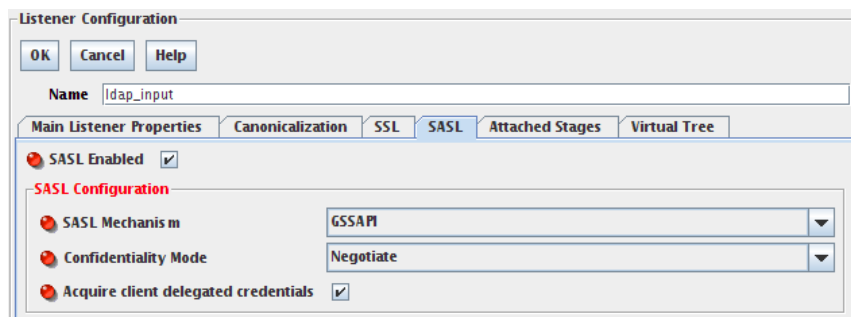 Listener Configuration
OK Cancel Help
Name ldap_input
Main Listener Properties Canonicalization SSL SASL Attached Stages Virtual Tree
SASL Enabled
SASL Configuration
SASL Mechanism GSSAPI
Confidentiality Mode Negotiate
Acquire client delegated credentials